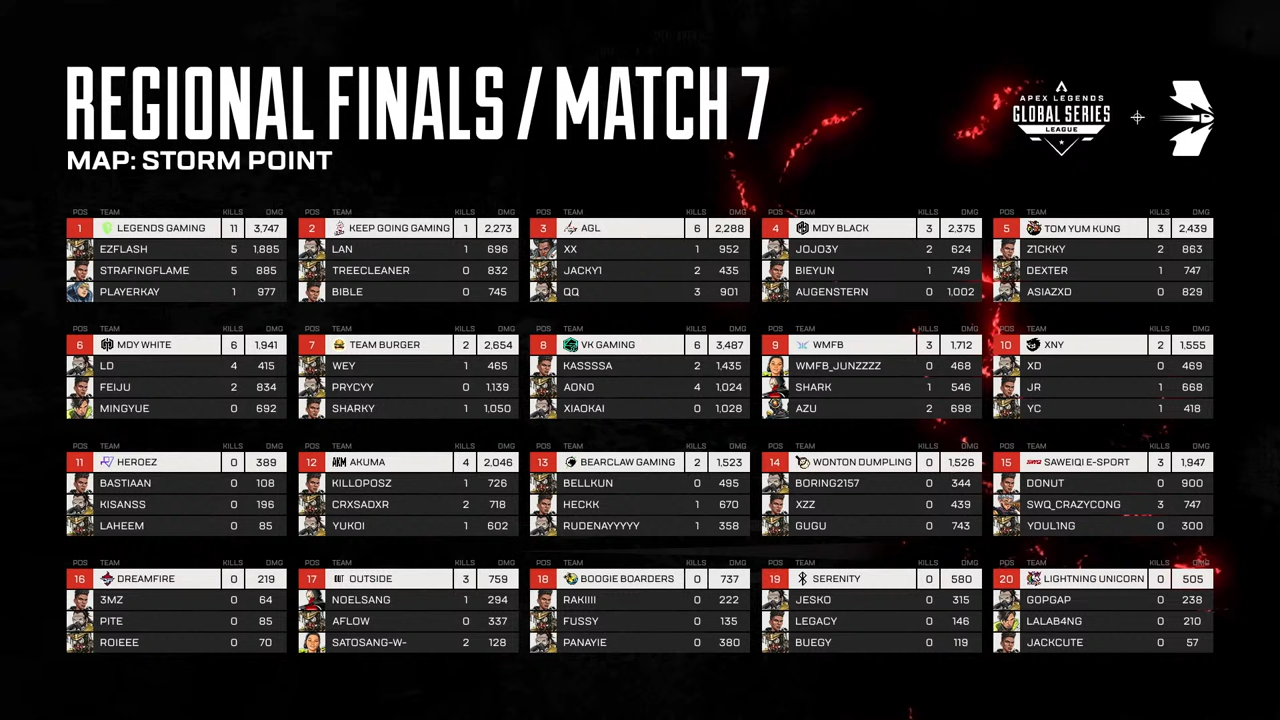 REGIONAL FINALS / MATCH 7
MAP: STORM POINT
APEX LEGENDS
GLOBAL SERIES
LEAGUE
POS TEAM KILLS DMG
1 LEGENDS GAMING 11 3,747
EZFLASH 5 1,885
STRAFINGFLAME 5 885
PLAYERKAY 1 977
POS TEAM KILLS DMG
2 KEEP GOING GAMING 1 2,273
LAN 1 696
TREECLEANER 0 832
BIBLE 0 745
POS TEAM KILLS DMG
3 AGL 6 2,288
XX 1 952
JACKY1 2 435
QQ 3 901
POS TEAM KILLS DMG
4 MDY BLACK 3 2,375
JOJO3Y 2 624
BIEYUN 1 749
AUGENSTERN 0 1,002
POS TEAM KILLS DMG
5 TOM YUM KUNG 3 2,439
Z1CKKY 2 863
DEXTER 1 747
ASIAZXD 0 829
POS TEAM KILLS DMG
6 MDY WHITE 6 1,941
LD 4 415
FEIJU 2 834
MINGYUE 0 692
POS TEAM KILLS DMG
7 TEAM BURGER 2 2,654
WEY 1 465
PRYCYY 0 1,139
SHARKY 1 1,050
POS TEAM KILLS DMG
8 VK GAMING 6 3,487
KASSSSA 2 1,435
AONO 4 1,024
XIAOKAI 0 1,028
POS TEAM KILLS DMG
9 WMFB 3 1,712
WMFB_JUNZZZZ 0 468
SHARK 1 546
AZU 2 698
POS TEAM KILLS DMG
10 XNY 2 1,555
XD 0 469
JR 1 668
YC 1 418
POS TEAM KILLS DMG
11 HEROEZ 0 389
BASTIAAN 0 108
KISANSS 0 196
LAHEEM 0 85
POS TEAM KILLS DMG
12 AKM AKUMA 4 2,046
KILLOPOSZ 1 726
CRXSADXR 2 718
YUKOI 1 602
POS TEAM KILLS DMG
13 BEARCLAW GAMING 2 1,523
BELLKUN 0 495
HECKK 1 670
RUDENAYYYYY 1 358
POS TEAM KILLS DMG
14 WONTON DUMPLING 0 1,526
BORING2157 0 344
XZZ 0 439
GUGU 0 743
POS TEAM KILLS DMG
15 SWQ SAWEIQI E-SPORT 3 1,947
DONUT 0 900
SWQ_CRAZYCONG 3 747
YOUL1NG 0 300
POS TEAM KILLS DMG
16 DREAMFIRE 0 219
3MZ 0 64
PITE 0 85
ROIEEE 0 70
POS TEAM KILLS DMG
17 OUT OUTSIDE 3 759
NOELSANG 1 294
AFLOW 0 337
SATOSANG-W- 2 128
POS TEAM KILLS DMG
18 BOOGIE BOARDERS 0 737
RAKIIII 0 222
FUSSY 0 135
PANAYIE 0 380
POS TEAM KILLS DMG
19 SERENITY 0 580
JESKO 0 315
LEGACY 0 146
BUEGY 0 119
POS TEAM KILLS DMG
20 LIGHTNING UNICORN 0 505
GOPGAP 0 238
LALAB4NG 0 210
JACKCUTE 0 57